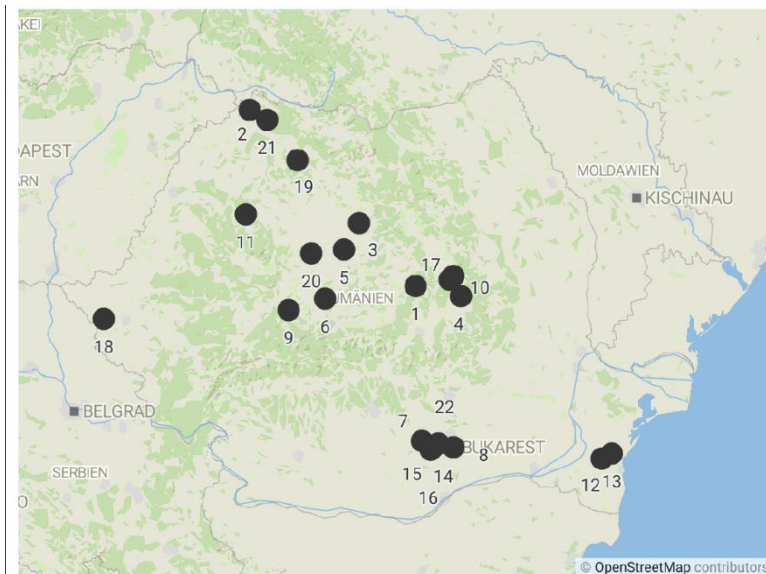 AKEI
2
21
DAPEST
ARN
19
MOLDAWIEN
KISCHINAU
11
3
17
20
5
10
UMÄNIEN
1
4
9
6
18
BELGRAD
7
22
BUKAREST
8
SERBIEN
15
14
12
13
16
O
© OpenStreetMap contributors